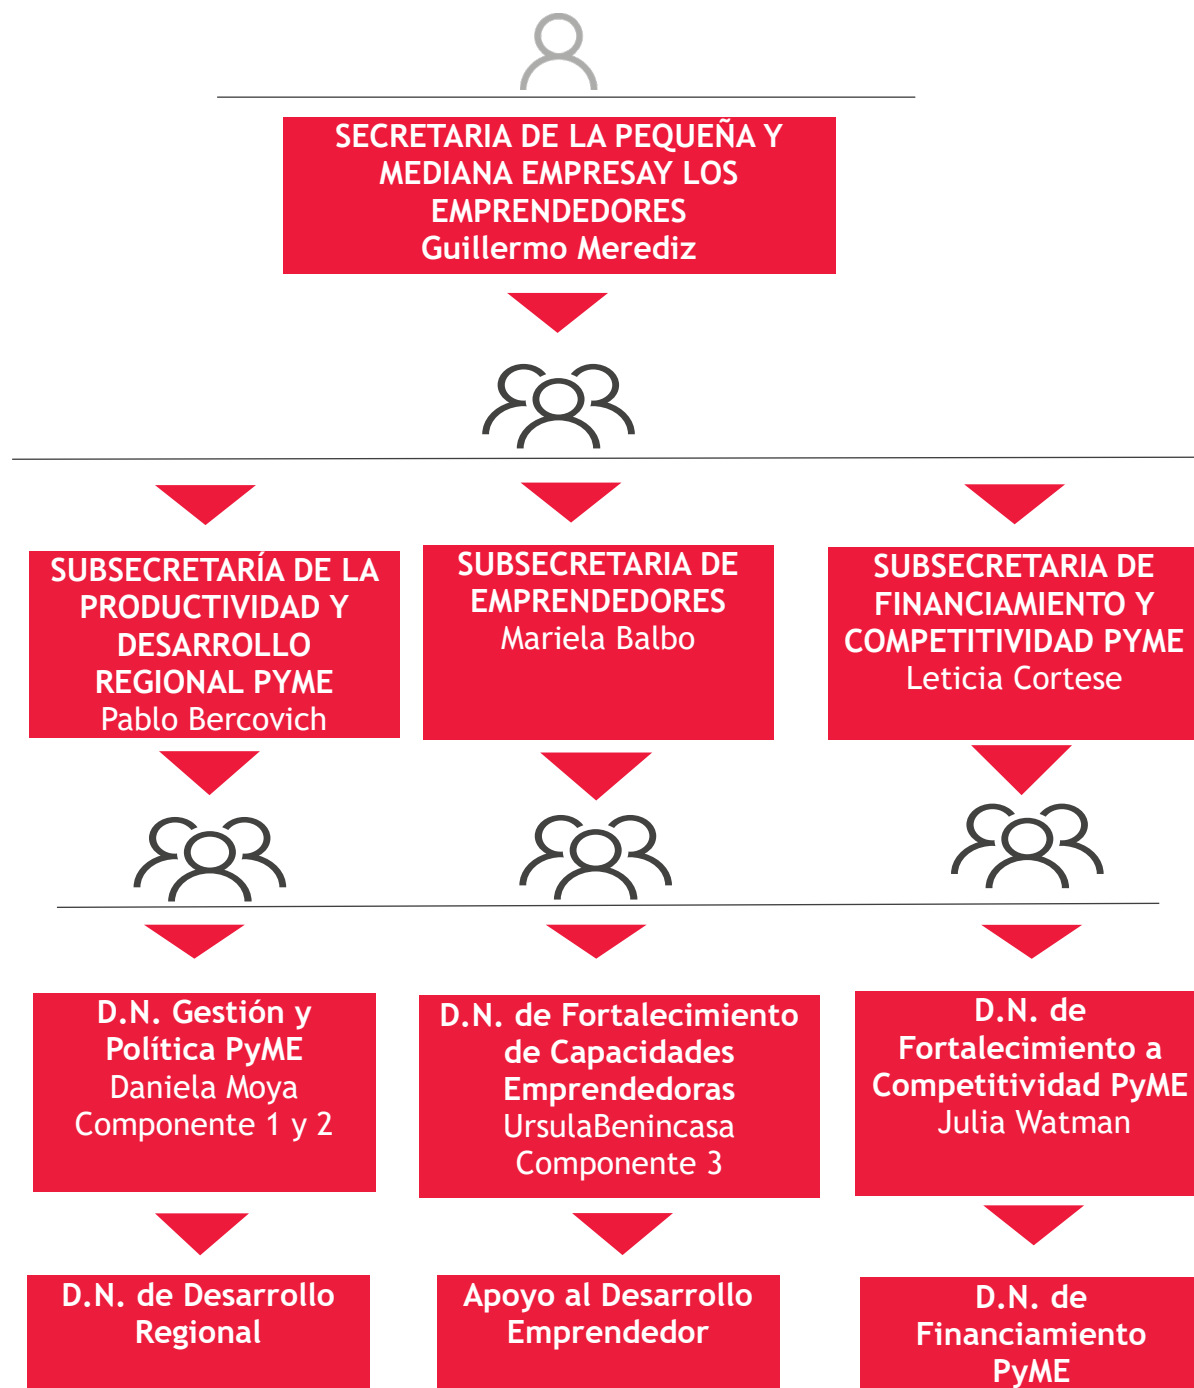 SECRETARIA DE LA PEQUEÑA Y
MEDIANA EMPRESAY LOS
EMPRENDEDORES
Guillermo Merediz
SUBSECRETARÍA DE LA
PRODUCTIVIDAD Y
DESARROLLO
REGIONAL PYME
Pablo Bercovich
SUBSECRETARIA DE
EMPRENDEDORES
Mariela Balbo
SUBSECRETARIA DE
FINANCIAMIENTO Y
COMPETITIVIDAD PYME
Leticia Cortese
D.N. Gestión y
Política PyME
Daniela Moya
Componente 1 y 2
D.N. de Fortalecimiento
de Capacidades
Emprendedoras
UrsulaBenincasa
Componente 3
D.N. de
Fortalecimiento a
Competitividad PyME
Julia Watman
D.N. de Desarrollo
Regional
Apoyo al Desarrollo
Emprendedor
D.N. de
Financiamiento
PyME